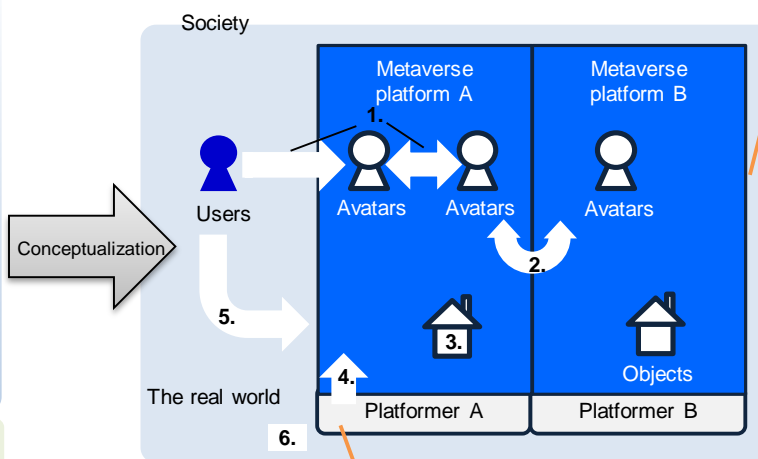 Society
Metaverse
platform A
Metaverse
platform B
1.
Users
Avatars
Avatars
Avatars
Conceptualization
2.
5.
3.
4.
Objects
The real world
Platformer A
Platformer B
6.